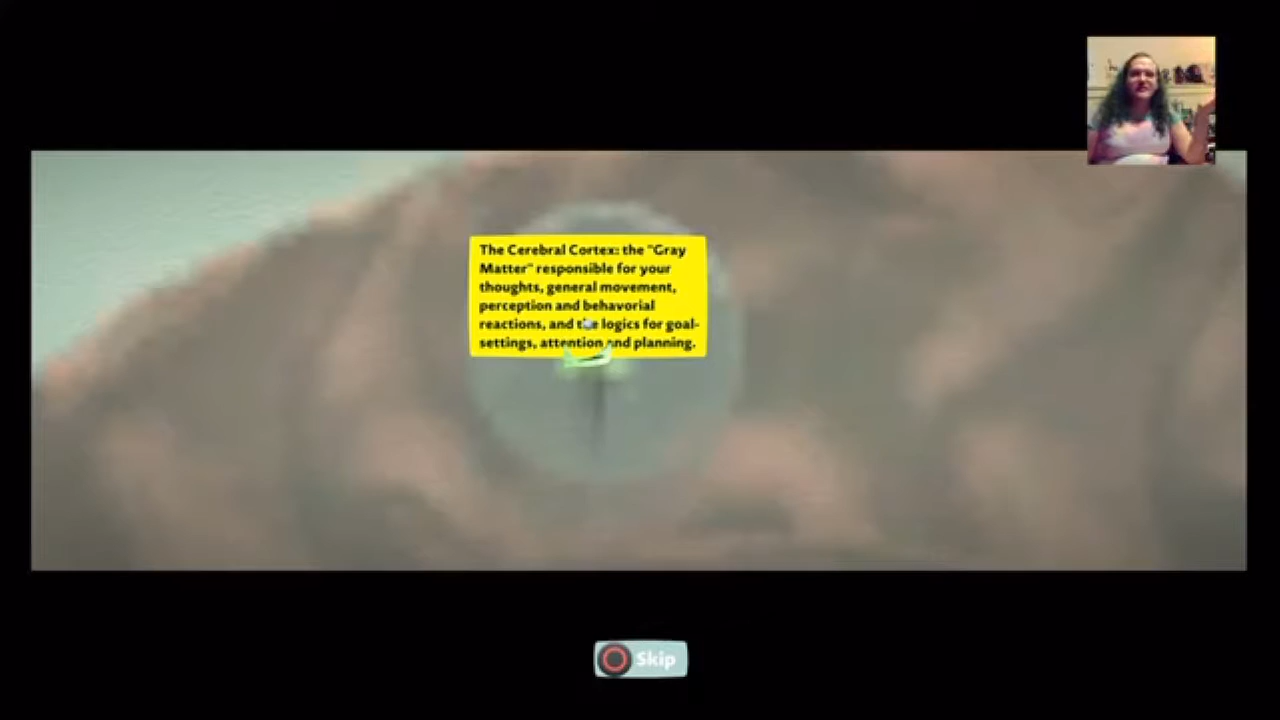 The Cerebral Cortex: the "Gray
Matter" responsible for your
thoughts, general movement,
perception and behavorial
reactions, and the logics for goal-
settings, attention and planning.
Skip